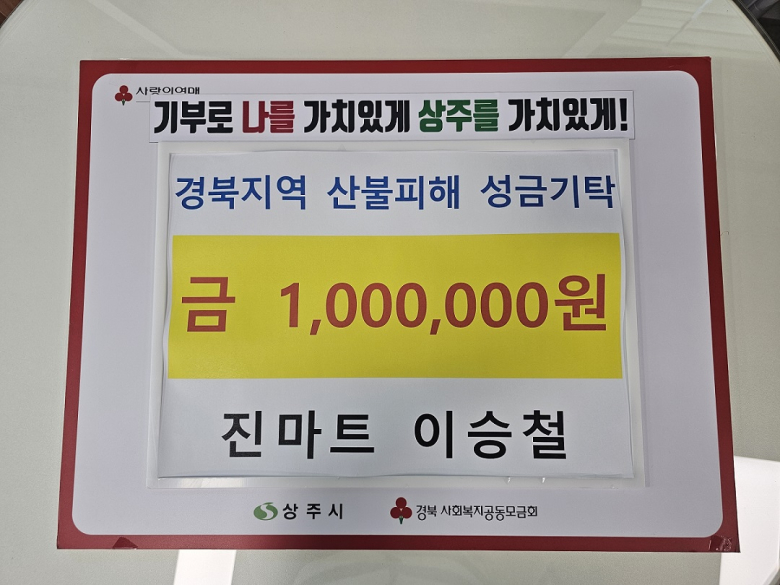 사랑의열매
기부로 나를 가치있게 상주를 가치있게!
경북지역 산불피해 성금기탁
금 1,000,000원
진마트 이승철
상주시 경북 사회복지공동모금회